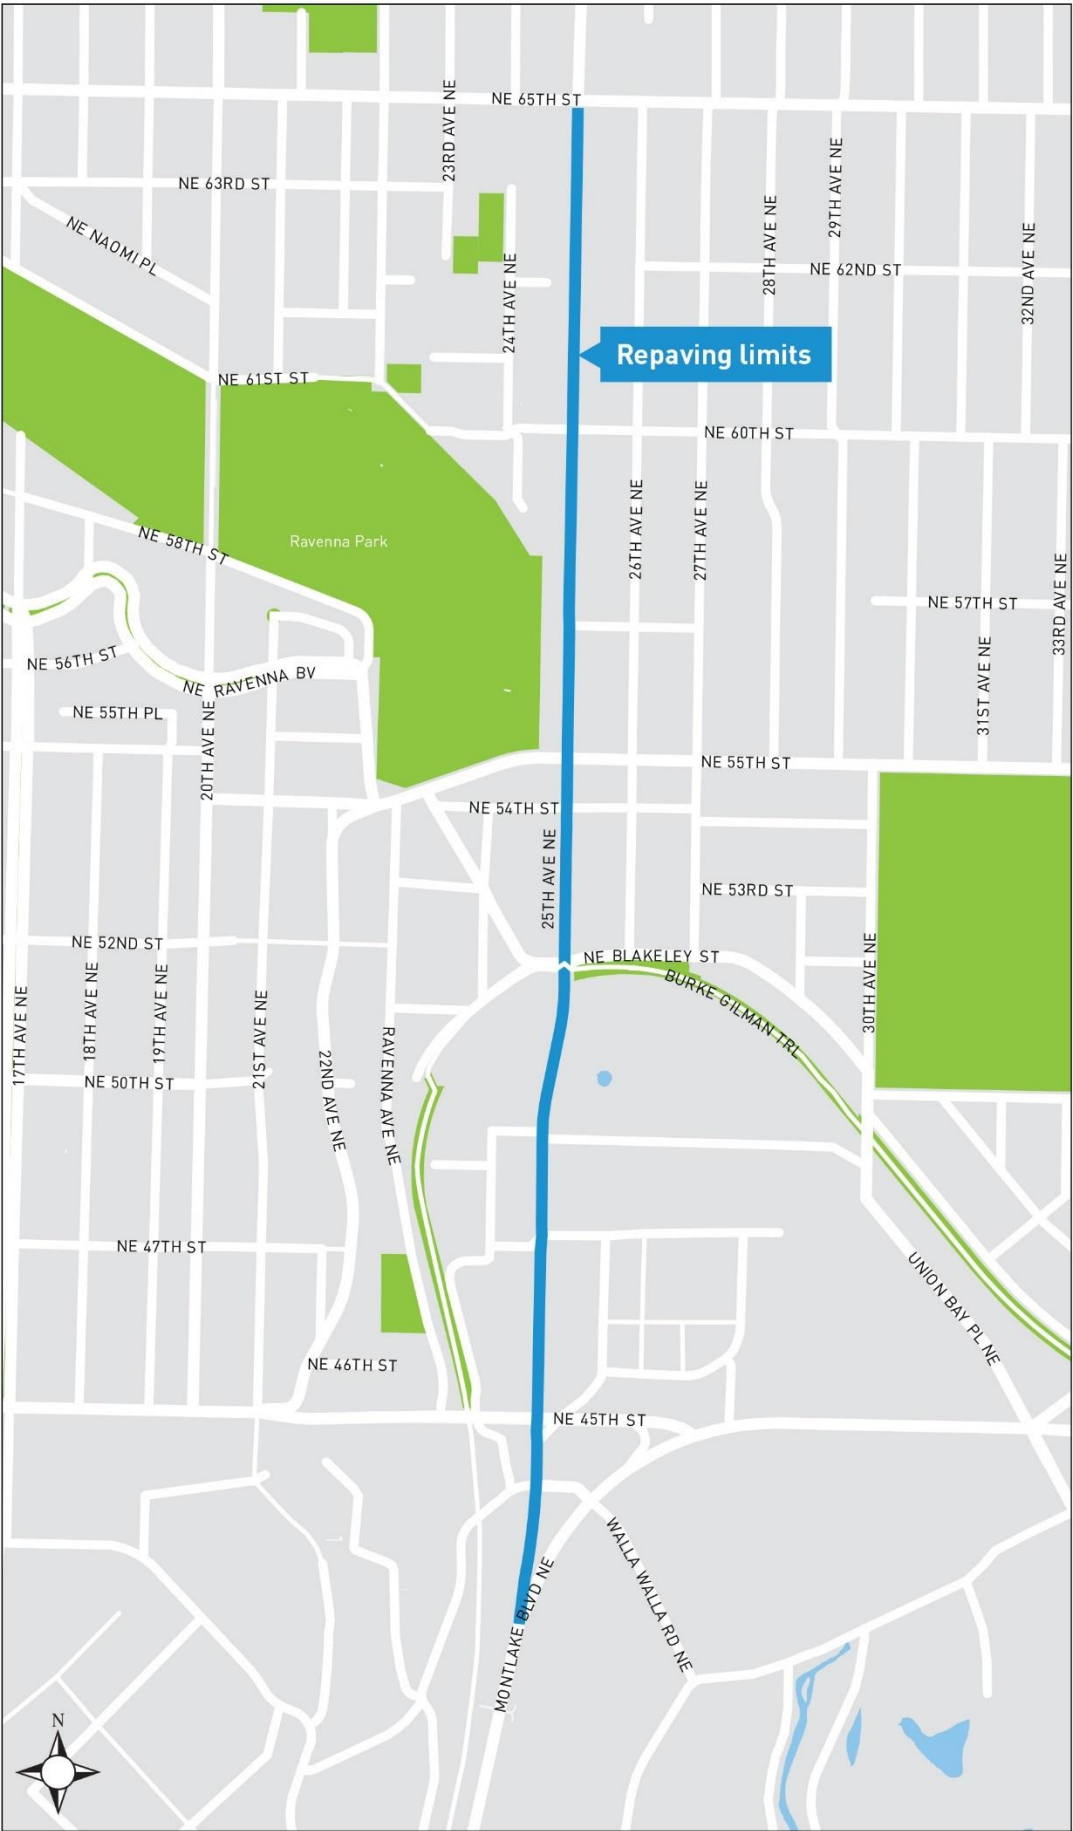 NE 65TH ST
23RD AVE NE
NE 63RD ST
29TH AVE NE
28TH AVE NE
NE NAOMI PL
32ND AVE NE
24TH AVE NE
NE 62ND ST
Repaving limits
NE 61ST ST
NE 60TH ST
26TH AVE NE
27TH AVE NE
NE 58TH ST
Ravenna Park
33RD AVE NE
NE 57TH ST
NE 56TH ST
31ST AVE NE
NE RAVENNA BV
NE 55TH PL
20TH AVE NE
NE 55TH ST
NE 54TH ST
25TH AVE NE
NE 53RD ST
NE 52ND ST
NE BLAKELEY ST
30TH AVE NE
BURKE GILMAN TRL
17TH AVE NE
18TH AVE NE
19TH AVE NE
21ST AVE NE
22ND AVE NE
RAVENNA AVE NE
NE 50TH ST
NE 47TH ST
UNION BAY PL NE
NE 46TH ST
NE 45TH ST
WALLA WALLA RD NE
MONTLAKE BLVD NE
N